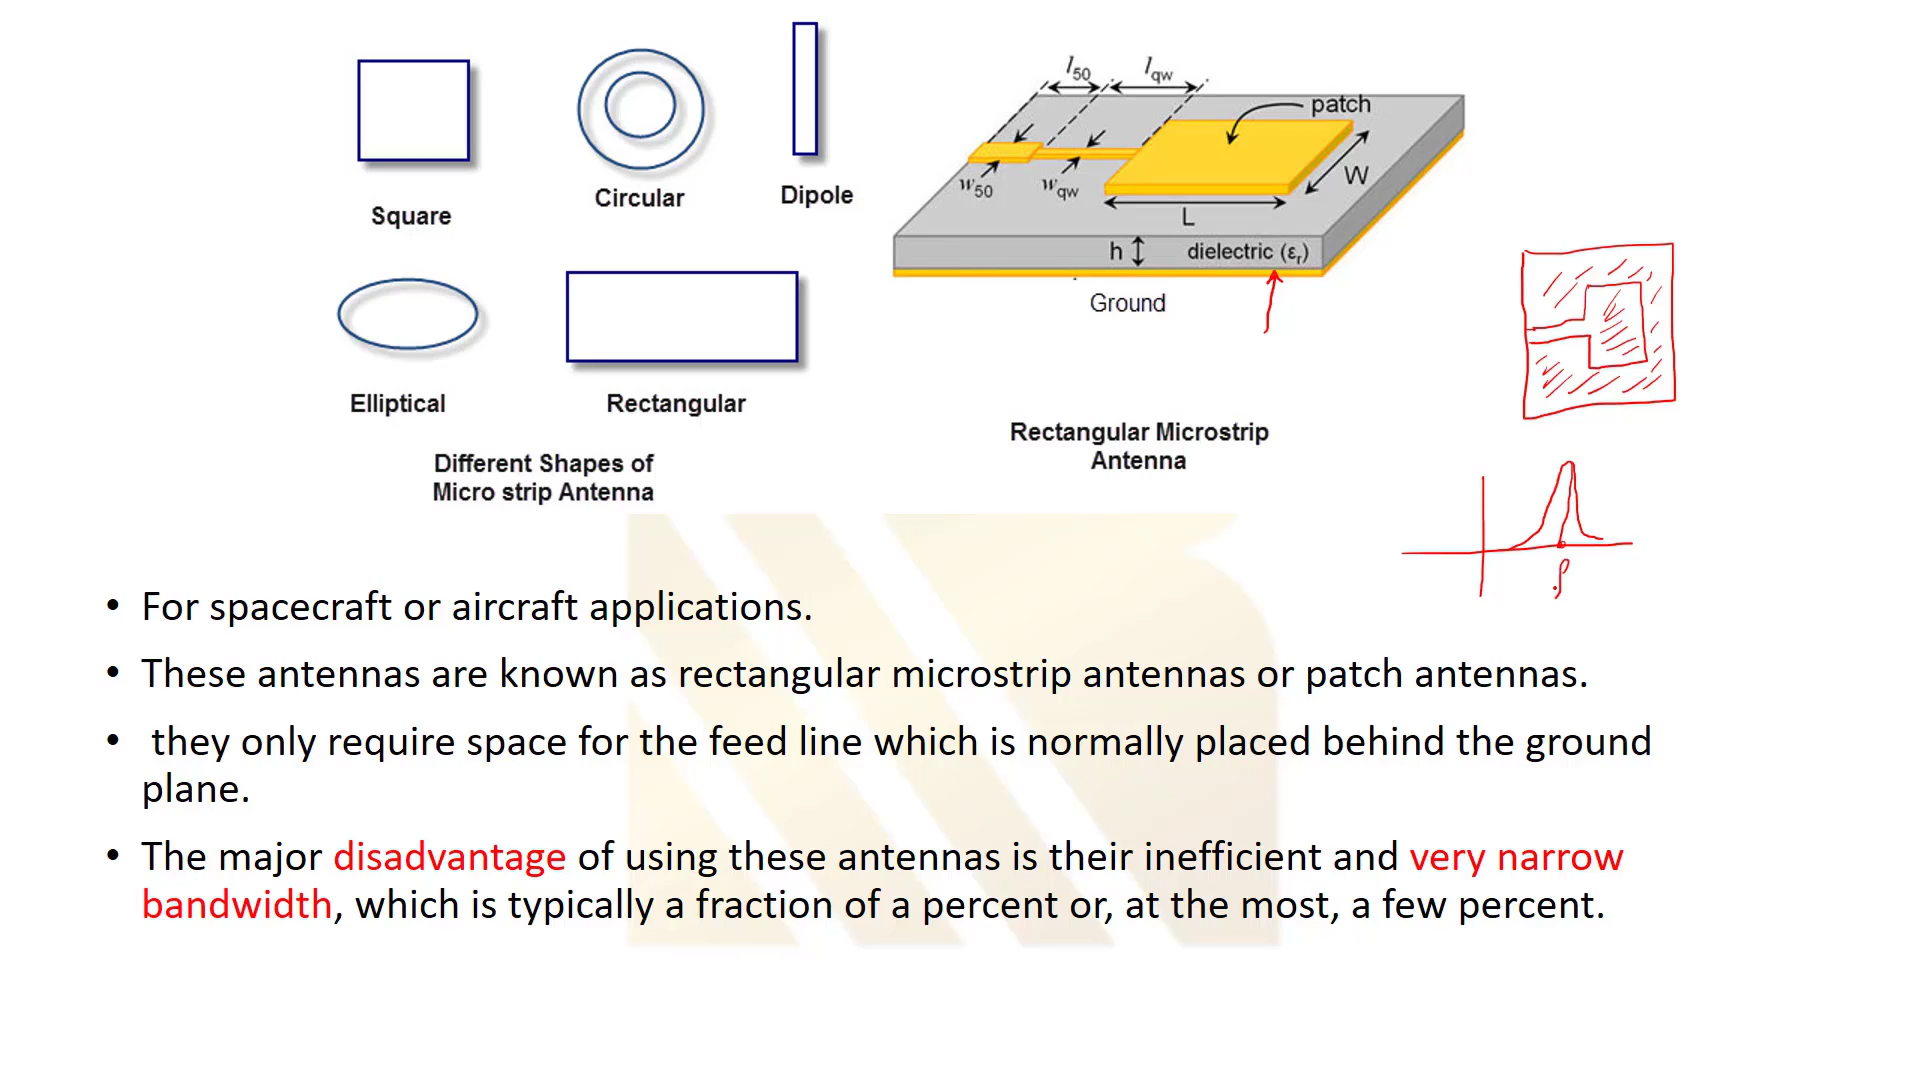 l50 lqw
patch
w50 wqw
W
L
h dielectric (εr)
Ground
Square
Circular
Dipole
Elliptical
Rectangular
Different Shapes of
Micro strip Antenna
Rectangular Microstrip
Antenna
• For spacecraft or aircraft applications.
• These antennas are known as rectangular microstrip antennas or patch antennas.
• they only require space for the feed line which is normally placed behind the ground
plane.
• The major disadvantage of using these antennas is their inefficient and very narrow
bandwidth, which is typically a fraction of a percent or, at the most, a few percent.